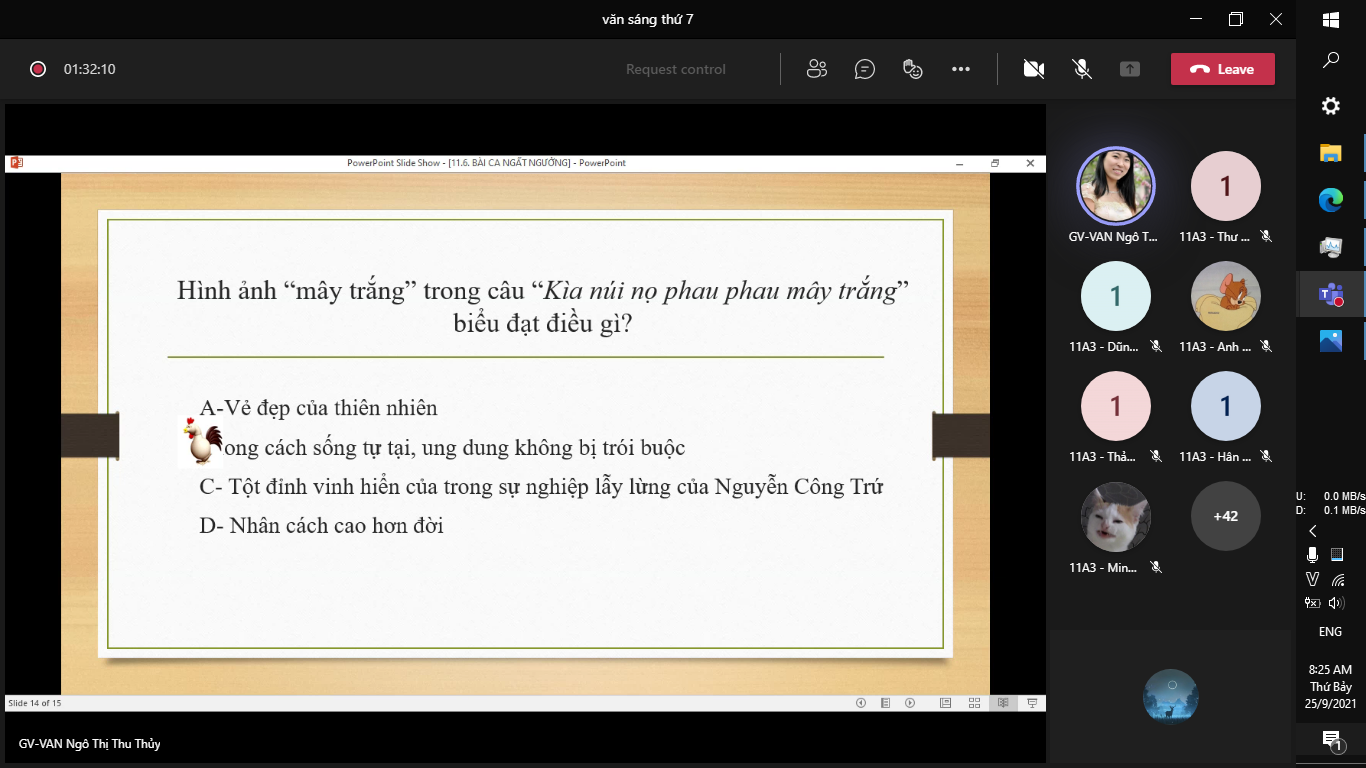 văn sáng thứ 7
01:32:10
Request control
Leave
PowerPoint Slide Show - [11.6. BÀI CA NGẤT NGƯỞNG] - PowerPoint
Hình ảnh “mây trắng” trong câu “Kìa núi nọ phau phau mây trắng”
biểu đạt điều gì?
A-Vẻ đẹp của thiên nhiên
ong cách sống tự tại, ung dung không bị trói buộc
C- Tột đỉnh vinh hiển của trong sự nghiệp lẫy lừng của Nguyễn Công Trứ
D- Nhân cách cao hơn đời
Slide 14 of 15
GV-VAN Ngô Thị Thu Thủy
GV-VAN Ngô T...
1
11A3 - Thư ...
1
11A3 - Dũn...
11A3 - Anh ...
1
11A3 - Thả...
1
11A3 - Hân ...
11A3 - Min...
+42
U: 0.0 MB/s
D: 0.1 MB/s
ENG
8:25 AM
Thứ Bảy
25/9/2021
1